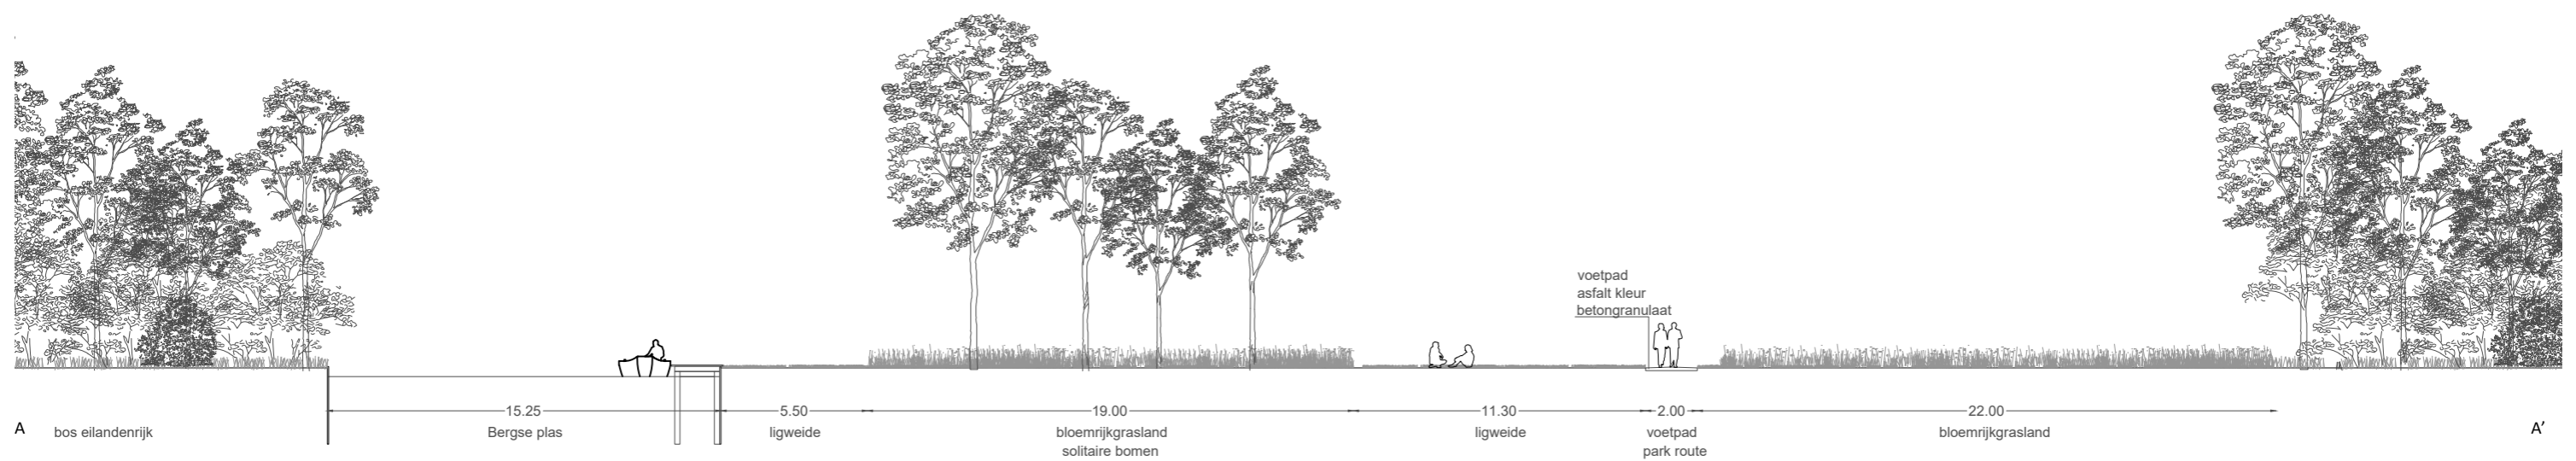 voetpad
asfalt kleur
betongranulaat
15.25
5.50
19.00
11.30
2.00
22.00
A
bos eilandenrijk
Bergse plas
ligweide
bloemrijkgrasland
solitaire bomen
ligweide
voetpad
park route
bloemrijkgrasland
A'